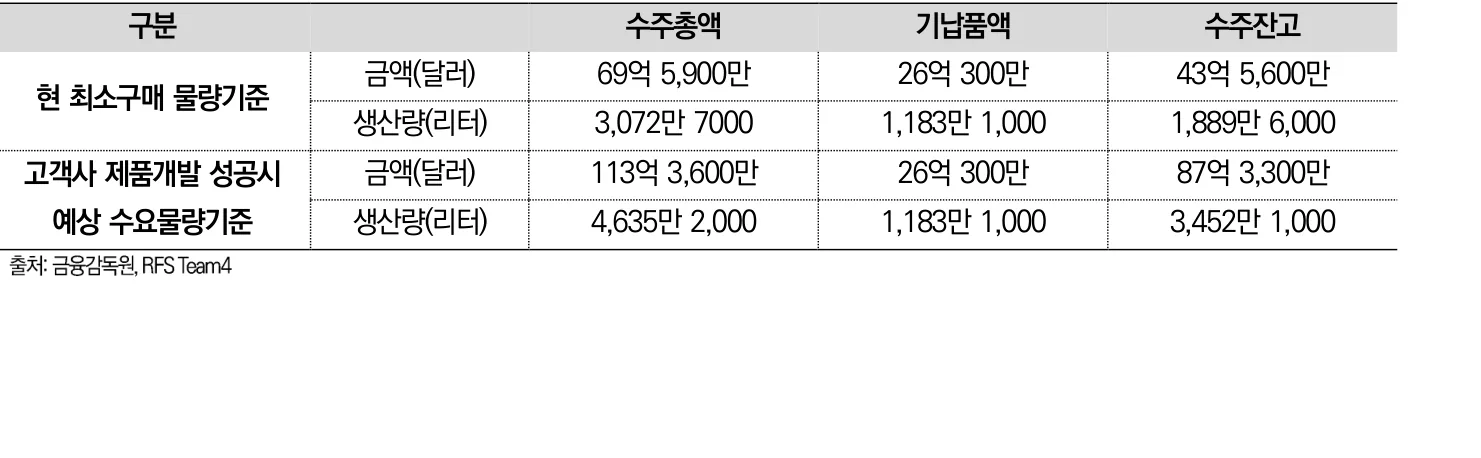 구분 수주총액 기납품액 수주잔고
현 최소구매 물량기준
금액(달러) 69억 5,900만 26억 300만 43억 5,600만
생산량(리터) 3,072만 7000 1,183만 1,000 1,889만 6,000
고객사 제품개발 성공시
예상 수요물량기준
금액(달러) 113억 3,600만 26억 300만 87억 3,300만
생산량(리터) 4,635만 2,000 1,183만 1,000 3,452만 1,000
출처: 금융감독원, RFS Team4